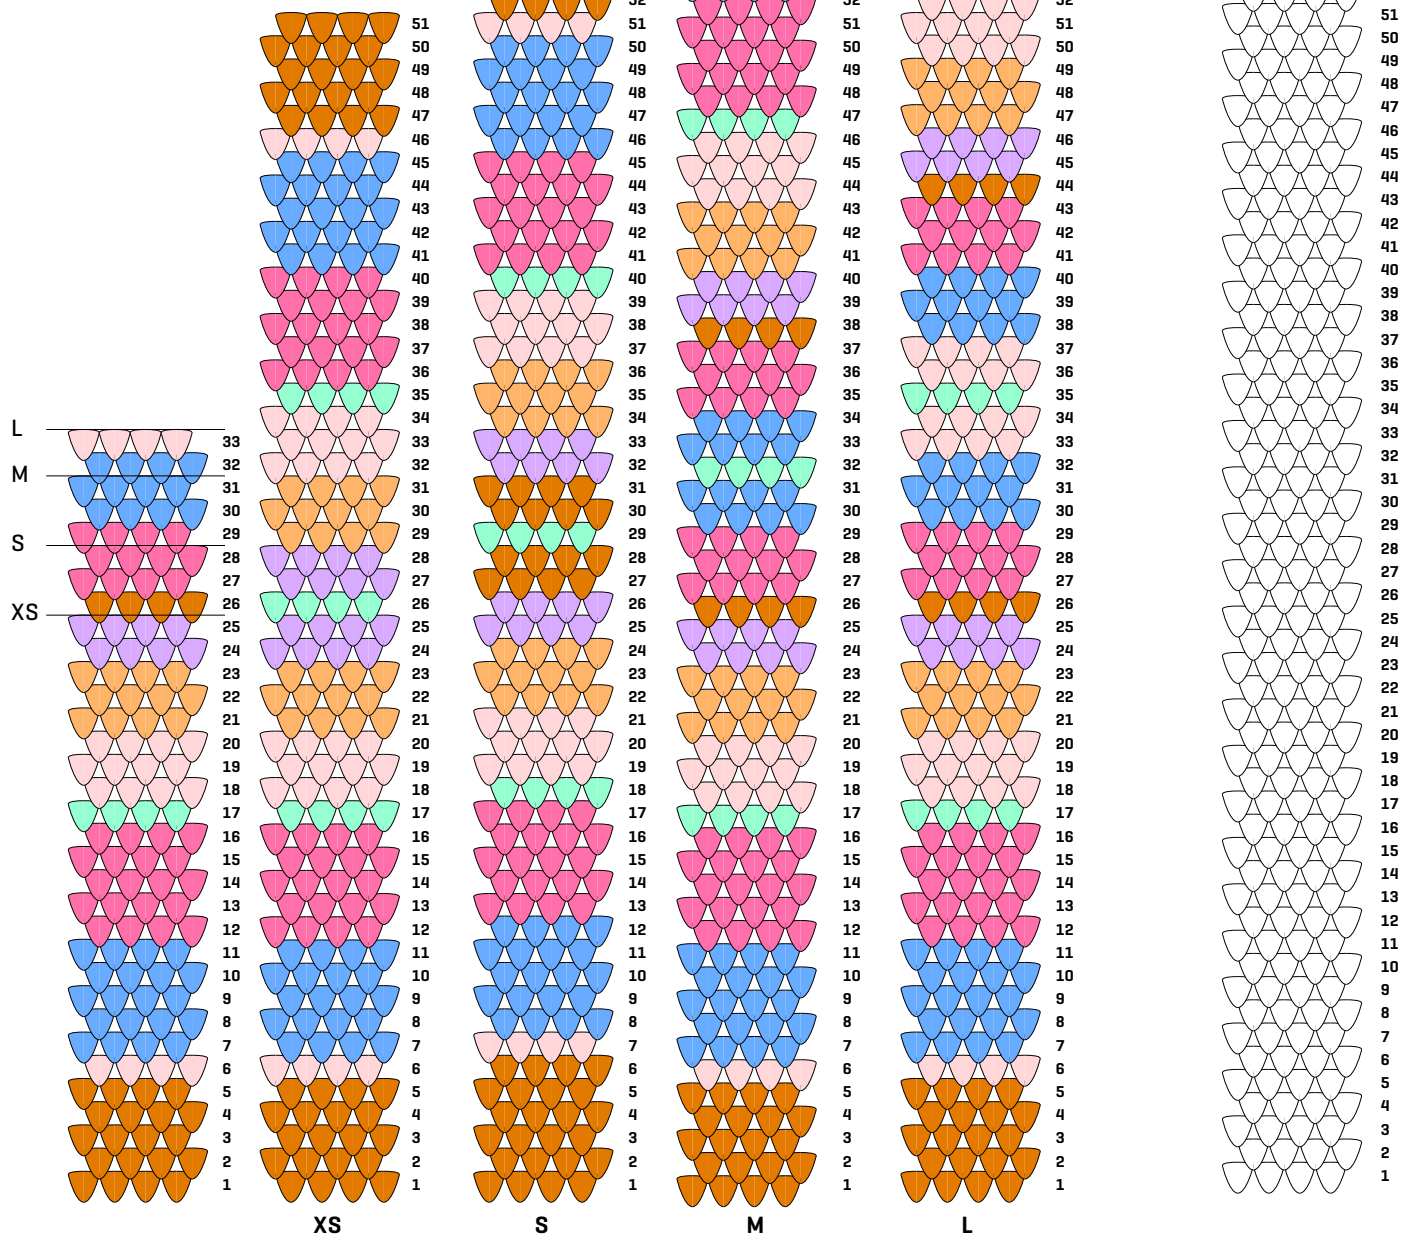 51 51 51 51 51
50 50 50 50 50
49 49 49 49 49
48 48 48 48 48
47 47 47 47 47
46 46 46 46 46
45 45 45 45 45
44 44 44 44 44
43 43 43 43 43
42 42 42 42 42
41 41 41 41 41
40 40 40 40 40
39 39 39 39 39
38 38 38 38 38
37 37 37 37 37
36 36 36 36 36
35 35 35 35 35
34 34 34 34 34
L
33 33 33 33 33 33
32 32 32 32 32 32
M
31 31 31 31 31 31
30 30 30 30 30 30
29 29 29 29 29 29
S
28 28 28 28 28 28
27 27 27 27 27 27
26 26 26 26 26 26
XS
25 25 25 25 25 25
24 24 24 24 24 24
23 23 23 23 23 23
22 22 22 22 22 22
21 21 21 21 21 21
20 20 20 20 20 20
19 19 19 19 19 19
18 18 18 18 18 18
17 17 17 17 17 17
16 16 16 16 16 16
15 15 15 15 15 15
14 14 14 14 14 14
13 13 13 13 13 13
12 12 12 12 12 12
11 11 11 11 11 11
10 10 10 10 10 10
9 9 9 9 9 9
8 8 8 8 8 8
7 7 7 7 7 7
6 6 6 6 6 6
5 5 5 5 5 5
4 4 4 4 4 4
3 3 3 3 3 3
2 2 2 2 2 2
1 1 1 1 1 1
XS S M L